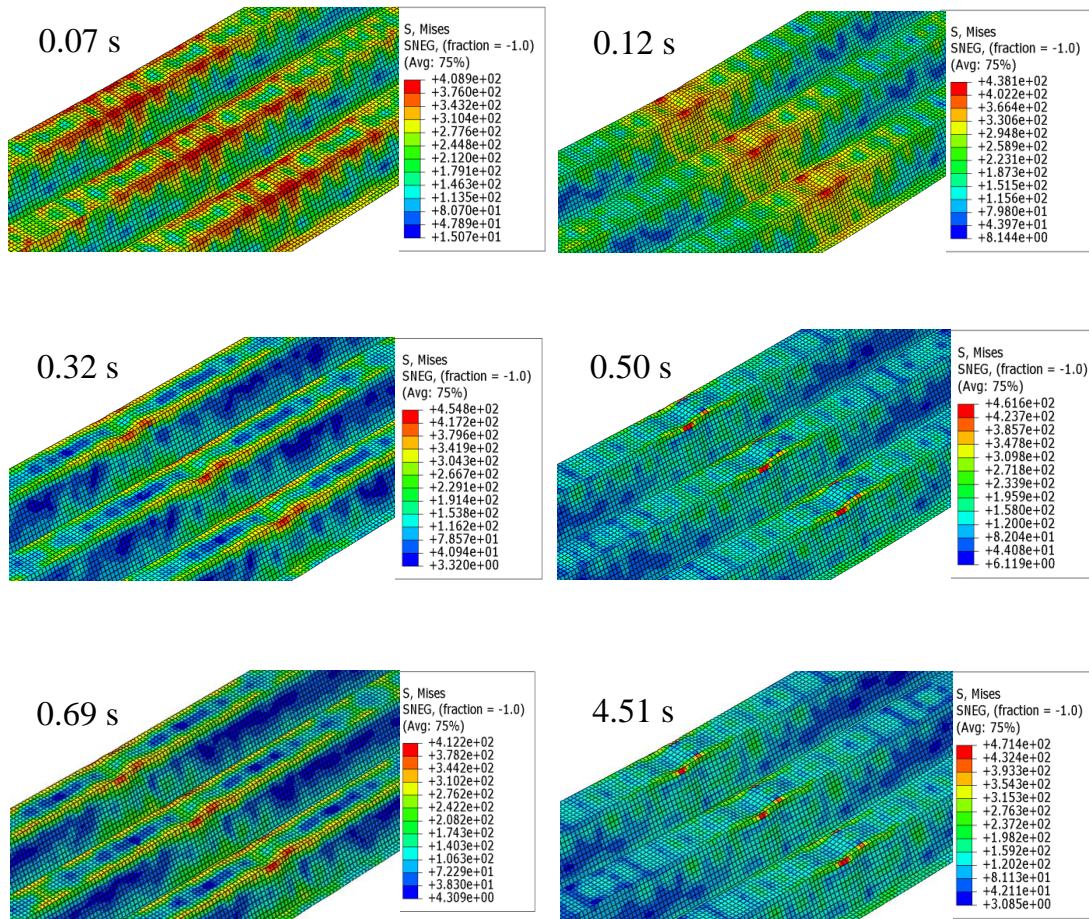 0.07 s
S, Mises
SNEG, (fraction = -1.0)
(Avg: 75%)
+4.089e+02
+3.760e+02
+3.432e+02
+3.104e+02
+2.776e+02
+2.448e+02
+2.120e+02
+1.791e+02
+1.463e+02
+1.135e+02
+8.070e+01
+4.789e+01
+1.507e+01
0.12 s
S, Mises
SNEG, (fraction = -1.0)
(Avg: 75%)
+4.381e+02
+4.022e+02
+3.664e+02
+3.306e+02
+2.948e+02
+2.589e+02
+2.231e+02
+1.873e+02
+1.515e+02
+1.156e+02
+7.980e+01
+4.397e+01
+8.144e+00
0.32 s
S, Mises
SNEG, (fraction = -1.0)
(Avg: 75%)
+4.548e+02
+4.172e+02
+3.796e+02
+3.419e+02
+3.043e+02
+2.667e+02
+2.291e+02
+1.914e+02
+1.538e+02
+1.162e+02
+7.857e+01
+4.094e+01
+3.320e+00
0.50 s
S, Mises
SNEG, (fraction = -1.0)
(Avg: 75%)
+4.616e+02
+4.237e+02
+3.857e+02
+3.478e+02
+3.098e+02
+2.718e+02
+2.339e+02
+1.959e+02
+1.580e+02
+1.200e+02
+8.204e+01
+4.408e+01
+6.119e+00
0.69 s
S, Mises
SNEG, (fraction = -1.0)
(Avg: 75%)
+4.122e+02
+3.782e+02
+3.442e+02
+3.102e+02
+2.762e+02
+2.422e+02
+2.082e+02
+1.743e+02
+1.403e+02
+1.063e+02
+7.229e+01
+3.830e+01
+4.309e+00
4.51 s
S, Mises
SNEG, (fraction = -1.0)
(Avg: 75%)
+4.714e+02
+4.324e+02
+3.933e+02
+3.543e+02
+3.153e+02
+2.763e+02
+2.372e+02
+1.982e+02
+1.592e+02
+1.202e+02
+8.113e+01
+4.211e+01
+3.085e+00